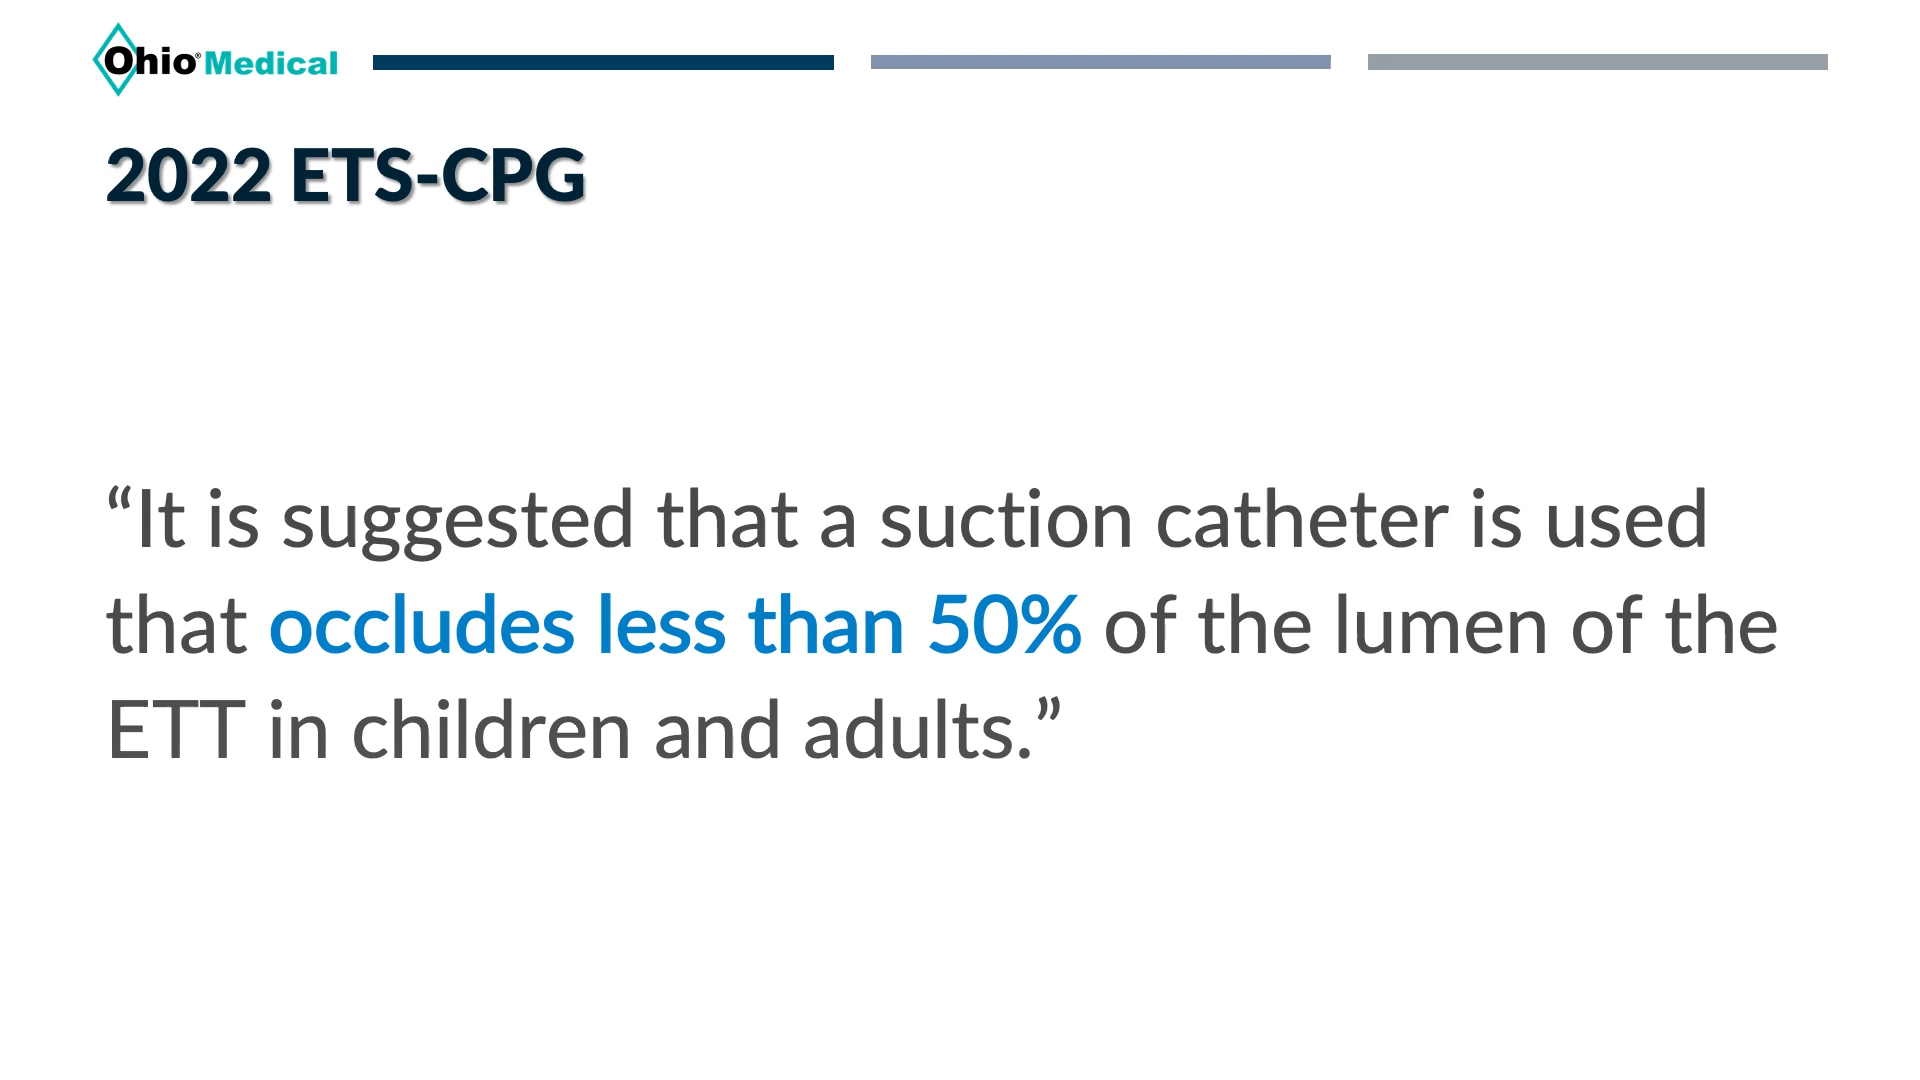 Ohio® Medical
2022 ETS-CPG
“It is suggested that a suction catheter is used
that occludes less than 50% of the lumen of the
ETT in children and adults.”